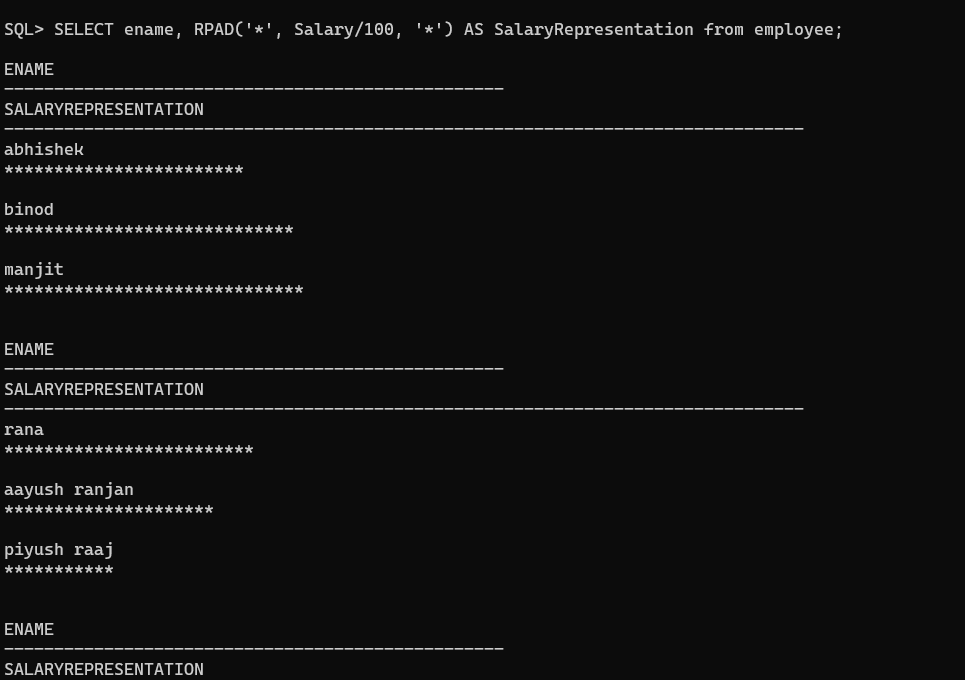 SQL> SELECT ename, RPAD('*', Salary/100, '*') AS SalaryRepresentation from employee;
ENAME
--------------------------------------------------
SALARYREPRESENTATION
--------------------------------------------------------------------------------
abhishek
************************
binod
*****************************
manjit
******************************
ENAME
--------------------------------------------------
SALARYREPRESENTATION
--------------------------------------------------------------------------------
rana
*************************
aayush ranjan
*********************
piyush raaj
***********
ENAME
--------------------------------------------------
SALARYREPRESENTATION